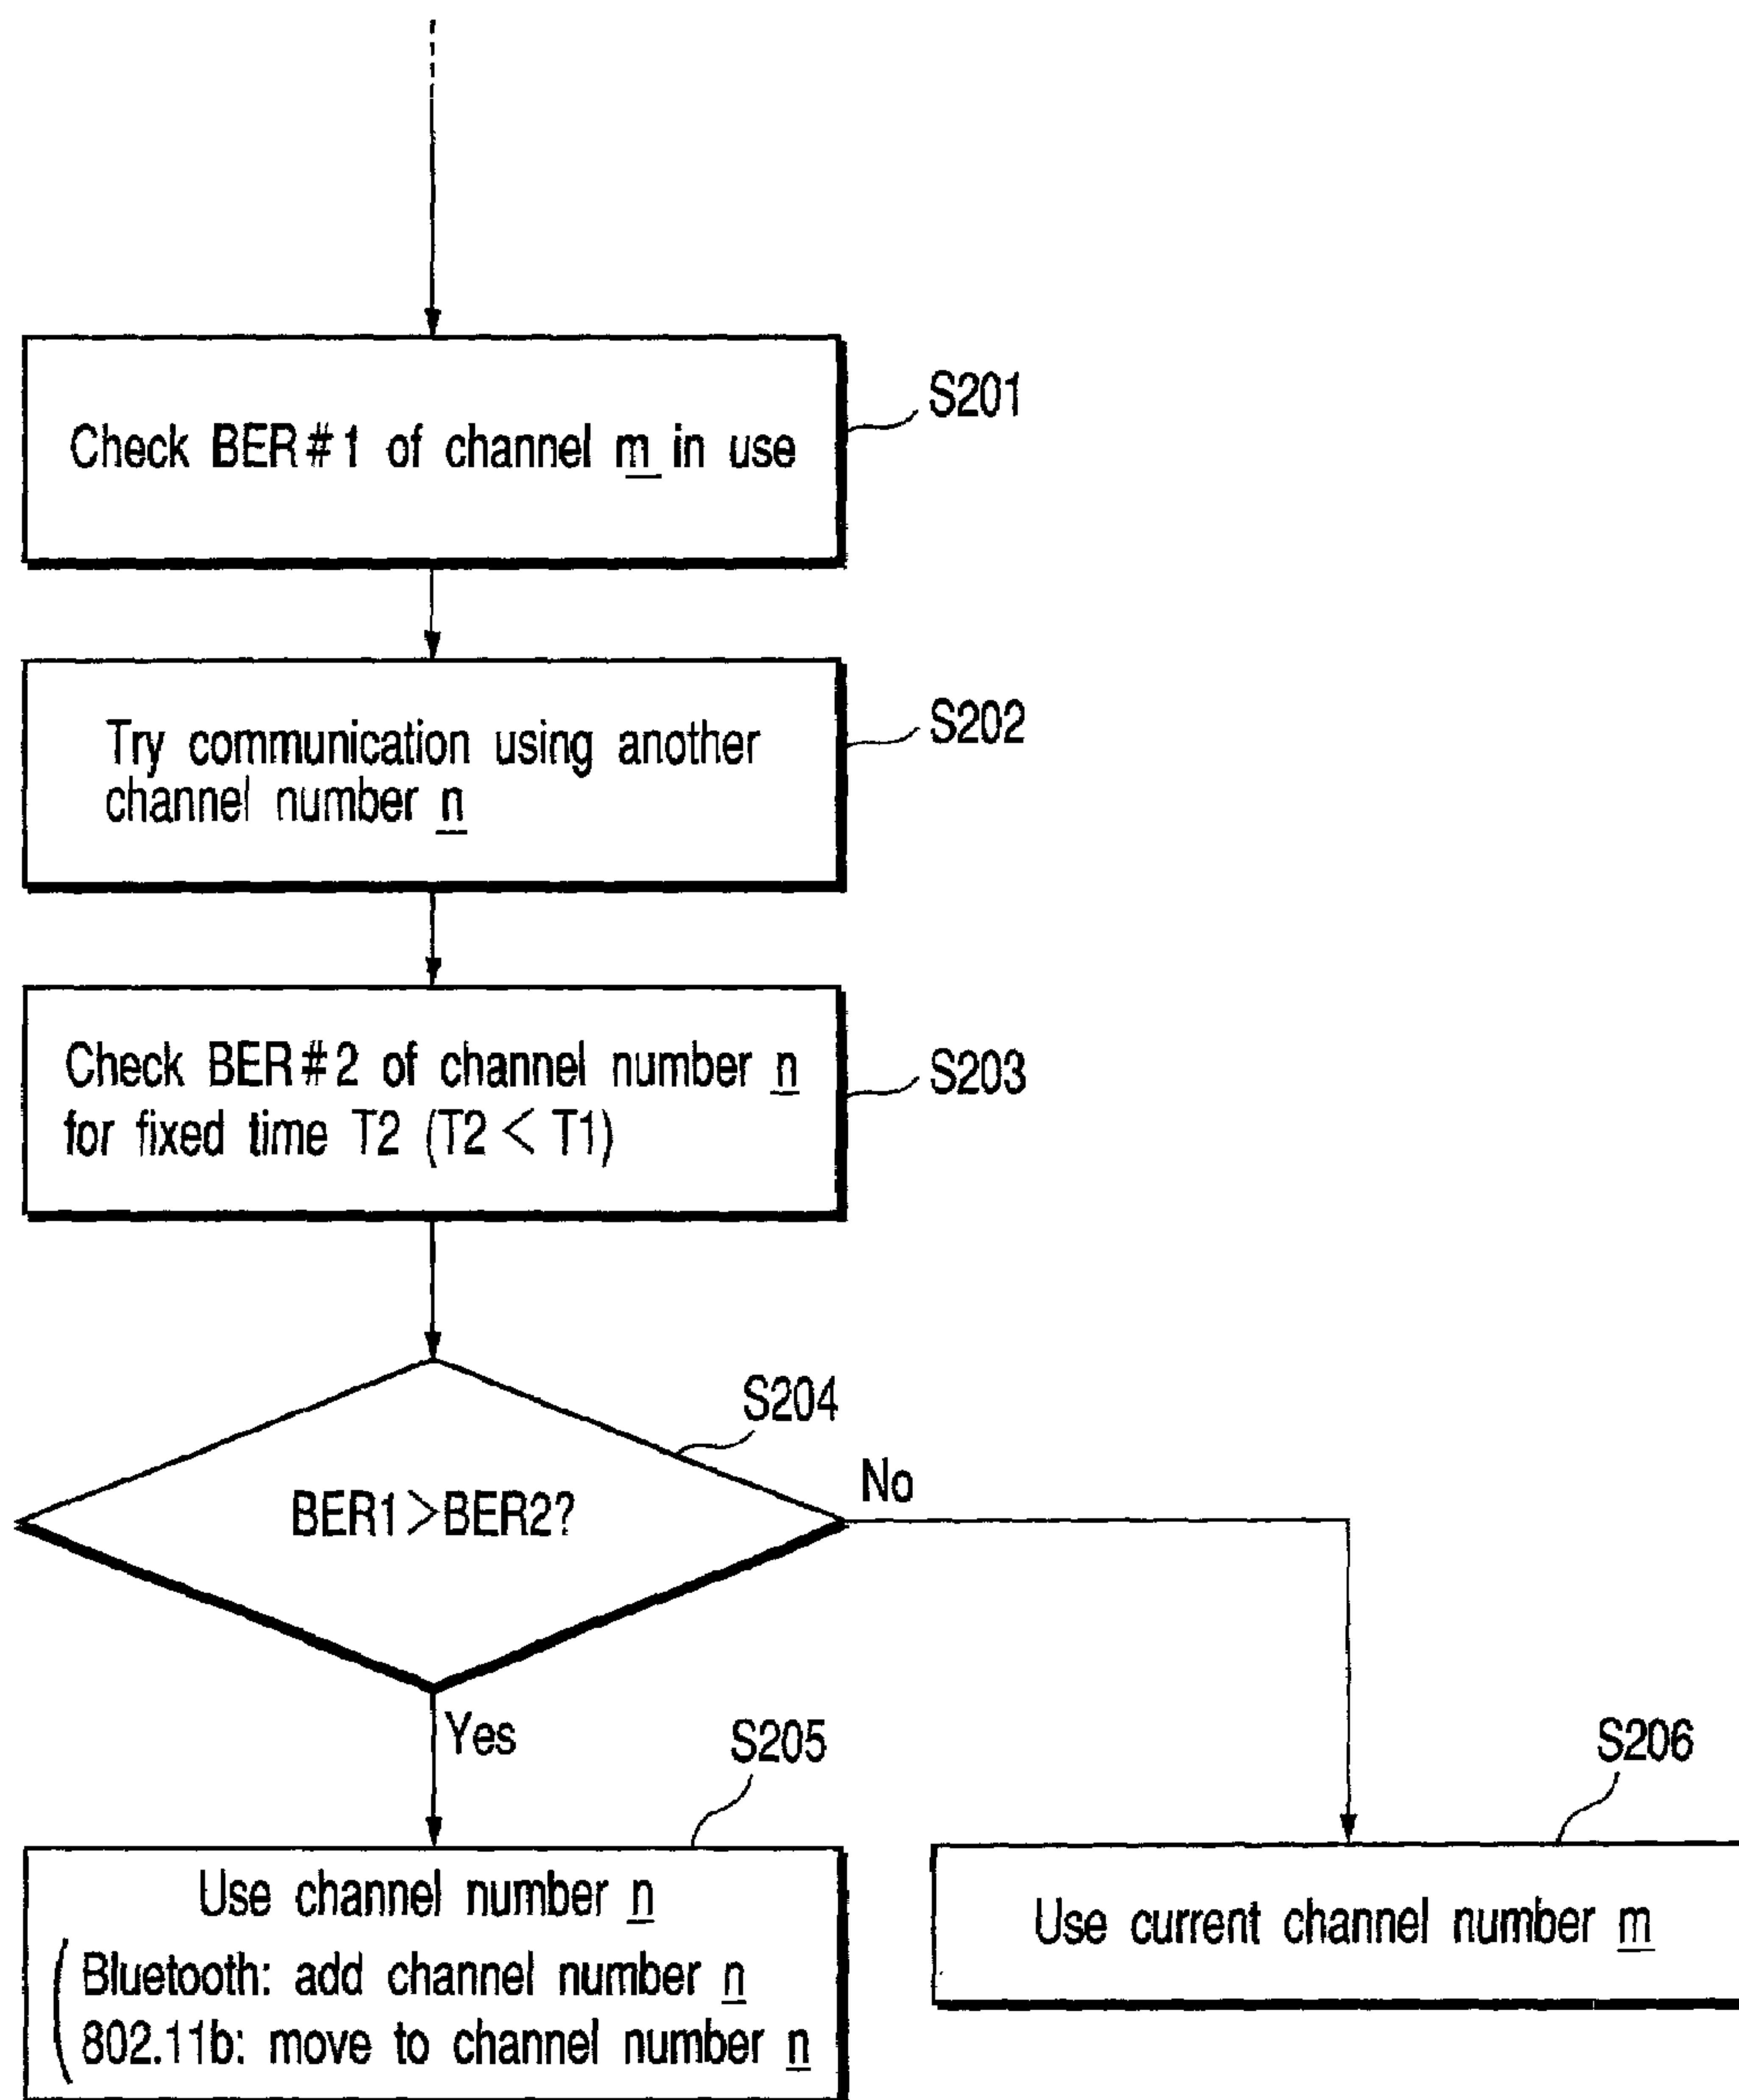 Check BER#1 of channel m in use
S201
Try communication using another
channel number n
S202
Check BER#2 of channel number n
for fixed time T2 (T2 < T1)
S203
BER1>BER2?
S204
No
Yes
S205
Use channel number n
Bluetooth: add channel number n
802.11b: move to channel number n
S206
Use current channel number m